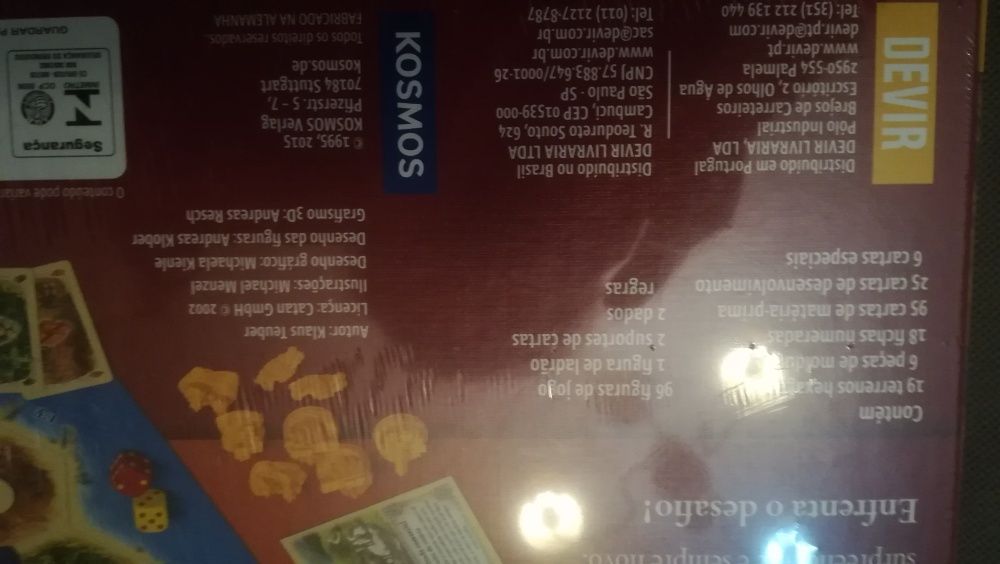 é sempre novo.
Enfrenta o desafio!
Contém
19 terrenos
6 peças de
18 fichas numeradas
95 cartas de matéria-prima
25 cartas de desenvolvimento
6 cartas especiais
96 figuras de jogo
1 figura de ladrão
2 suportes de cartas
2 dados
regras
Autor: Klaus Teuber
Licença: Catan GmbH © 2002
Ilustrações: Michael Menzel
Desenho gráfico: Michaela Kienle
Desenho das figuras: Andreas Klober
Grafismo 3D: Andreas Resch
DEVIR
Distribuído em Portugal
DEVIR LIVRARIA, LDA
Pólo Industrial
Brejos de Carreteiros
Escritório 2, Olhos de Água
2950-554 Palmela
www.devir.pt
devir.pt@devir.com
Tel: (351) 212 139 440
Distribuído no Brasil
DEVIR LIVRARIA LTDA
R. Teodureto Souto, 624,
Cambuci, CEP 01539-000
São Paulo - SP
CNPJ 57.883.647/0001-26
www.devir.com.br
sac@devir.com.br
Tel: (011) 2127-8787
KOSMOS
© 1995, 2015
KOSMOS Verlag
Pfizerstr. 5 - 7,
70184 Stuttgart
kosmos.de
Todos os direitos reservados.
FABRICADO NA ALEMANHA
O conteúdo pode variar
Segurança
INMETRO
GUARDAR